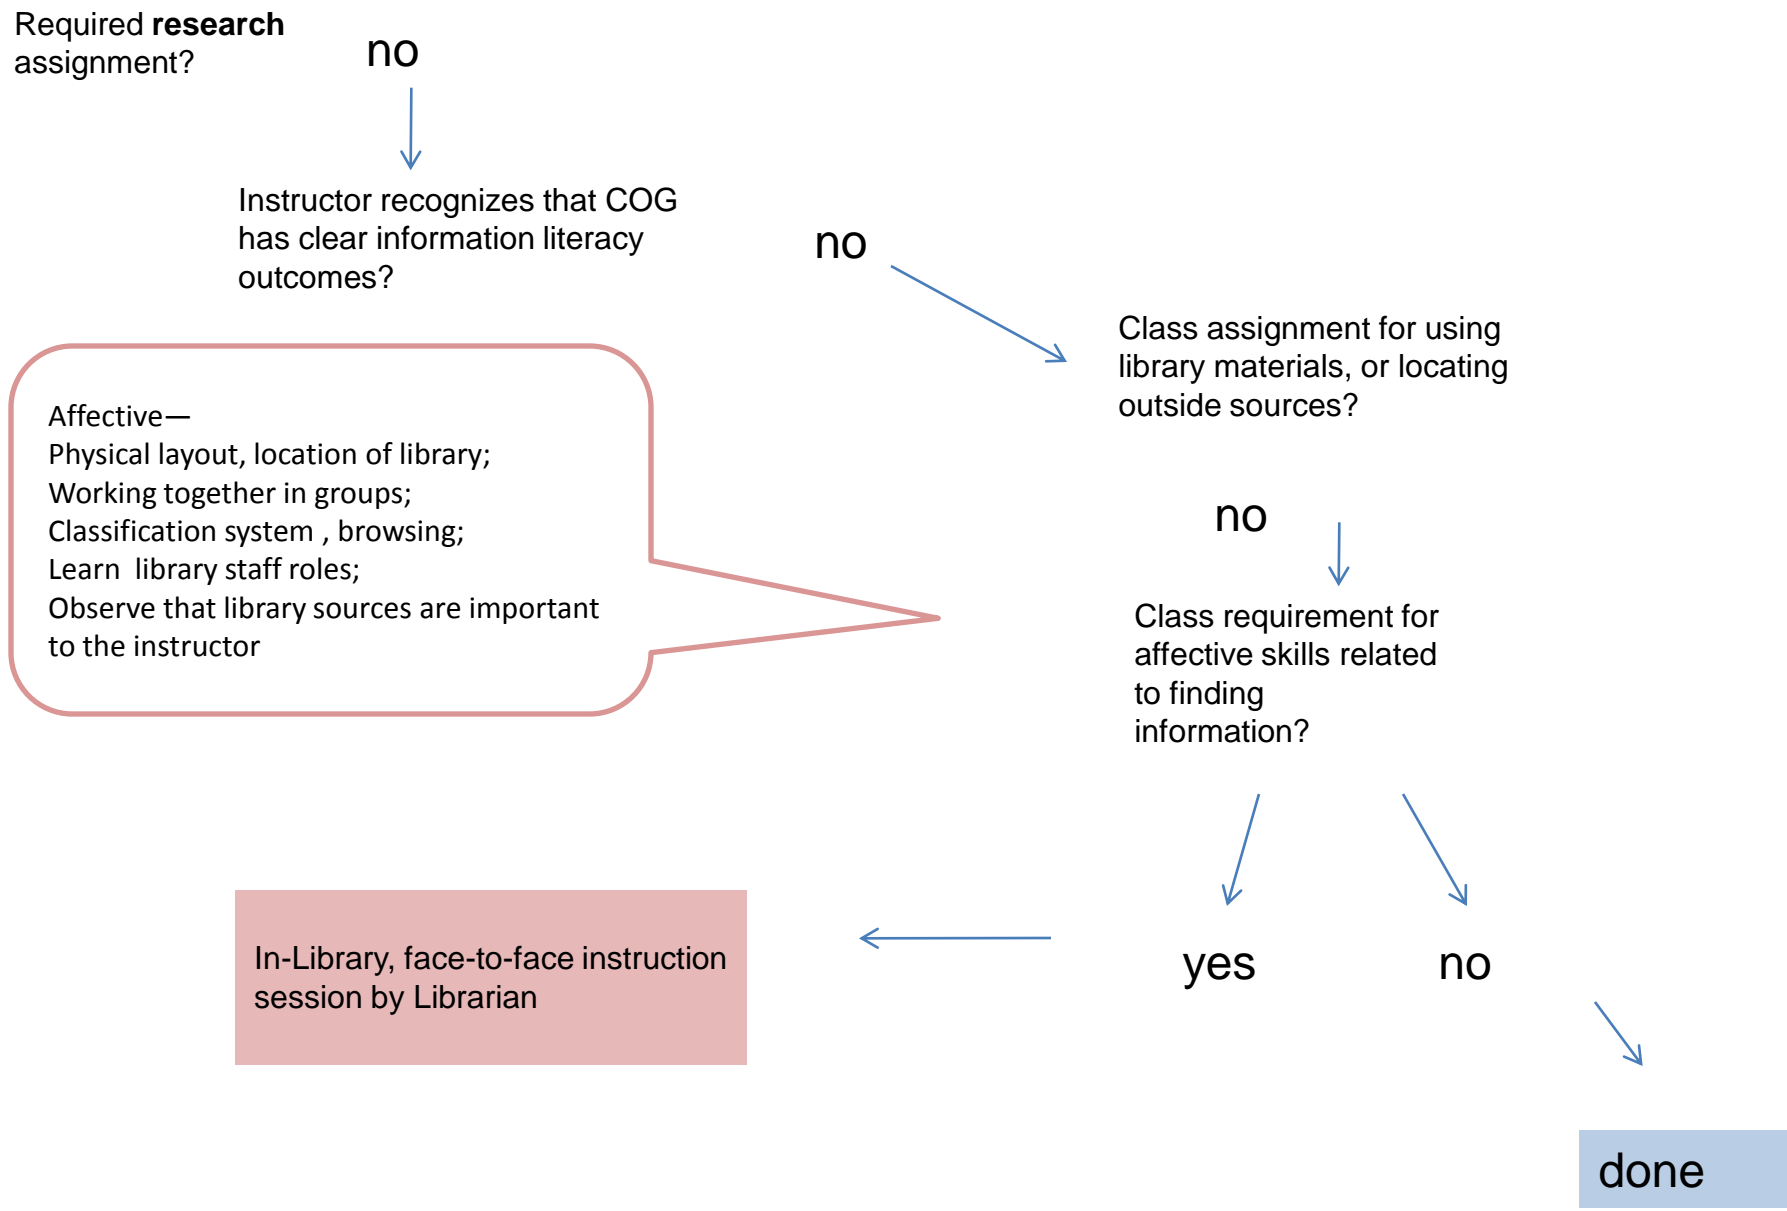 Required research
assignment?
no
Instructor recognizes that COG
has clear information literacy
outcomes?
no
Class assignment for using
library materials, or locating
outside sources?
Affective—
Physical layout, location of library;
Working together in groups;
Classification system , browsing;
Learn  library staff roles;
Observe that library sources are important
to the instructor
no
Class requirement for
affective skills related
to finding
information?
In-Library, face-to-face instruction
session by Librarian
yes
no
done